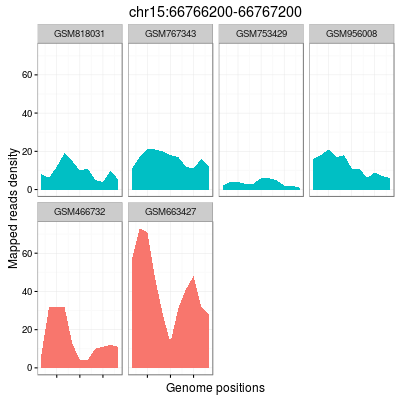 chr15:66766200-66767200
GSM818031 GSM767343 GSM753429 GSM956008
60
40
20
0
GSM466732 GSM663427
60
40
20
0
Mapped reads density
Genome positions